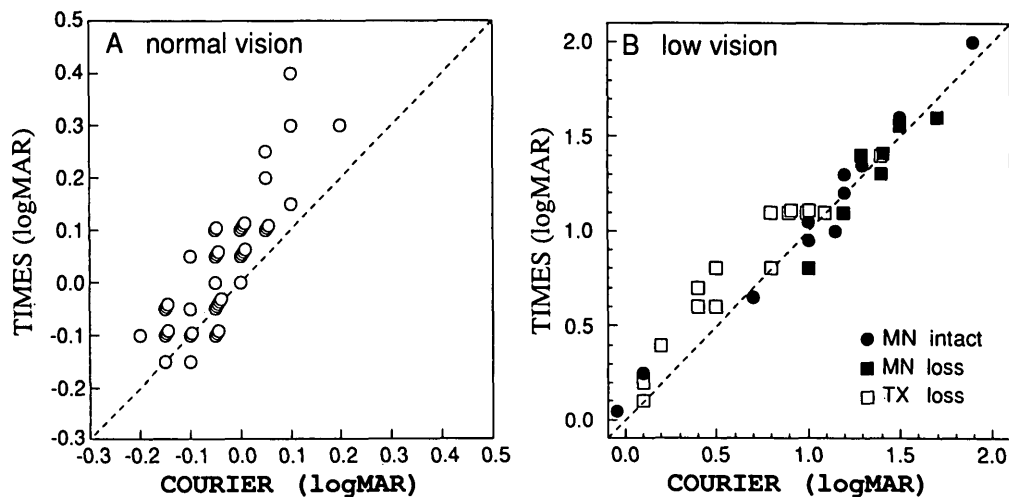 A normal vision
0.5
0.4
0.3
0.2
0.1
0.0
-0.1
-0.2
-0.3
TIMES (logMAR)
-0.3 -0.2 -0.1 0.0 0.1 0.2 0.3 0.4 0.5
COURIER (logMAR)
B low vision
2.0
1.5
1.0
0.5
0.0
TIMES (logMAR)
MN intact
MN loss
TX loss
0.0 0.5 1.0 1.5 2.0
COURIER (logMAR)